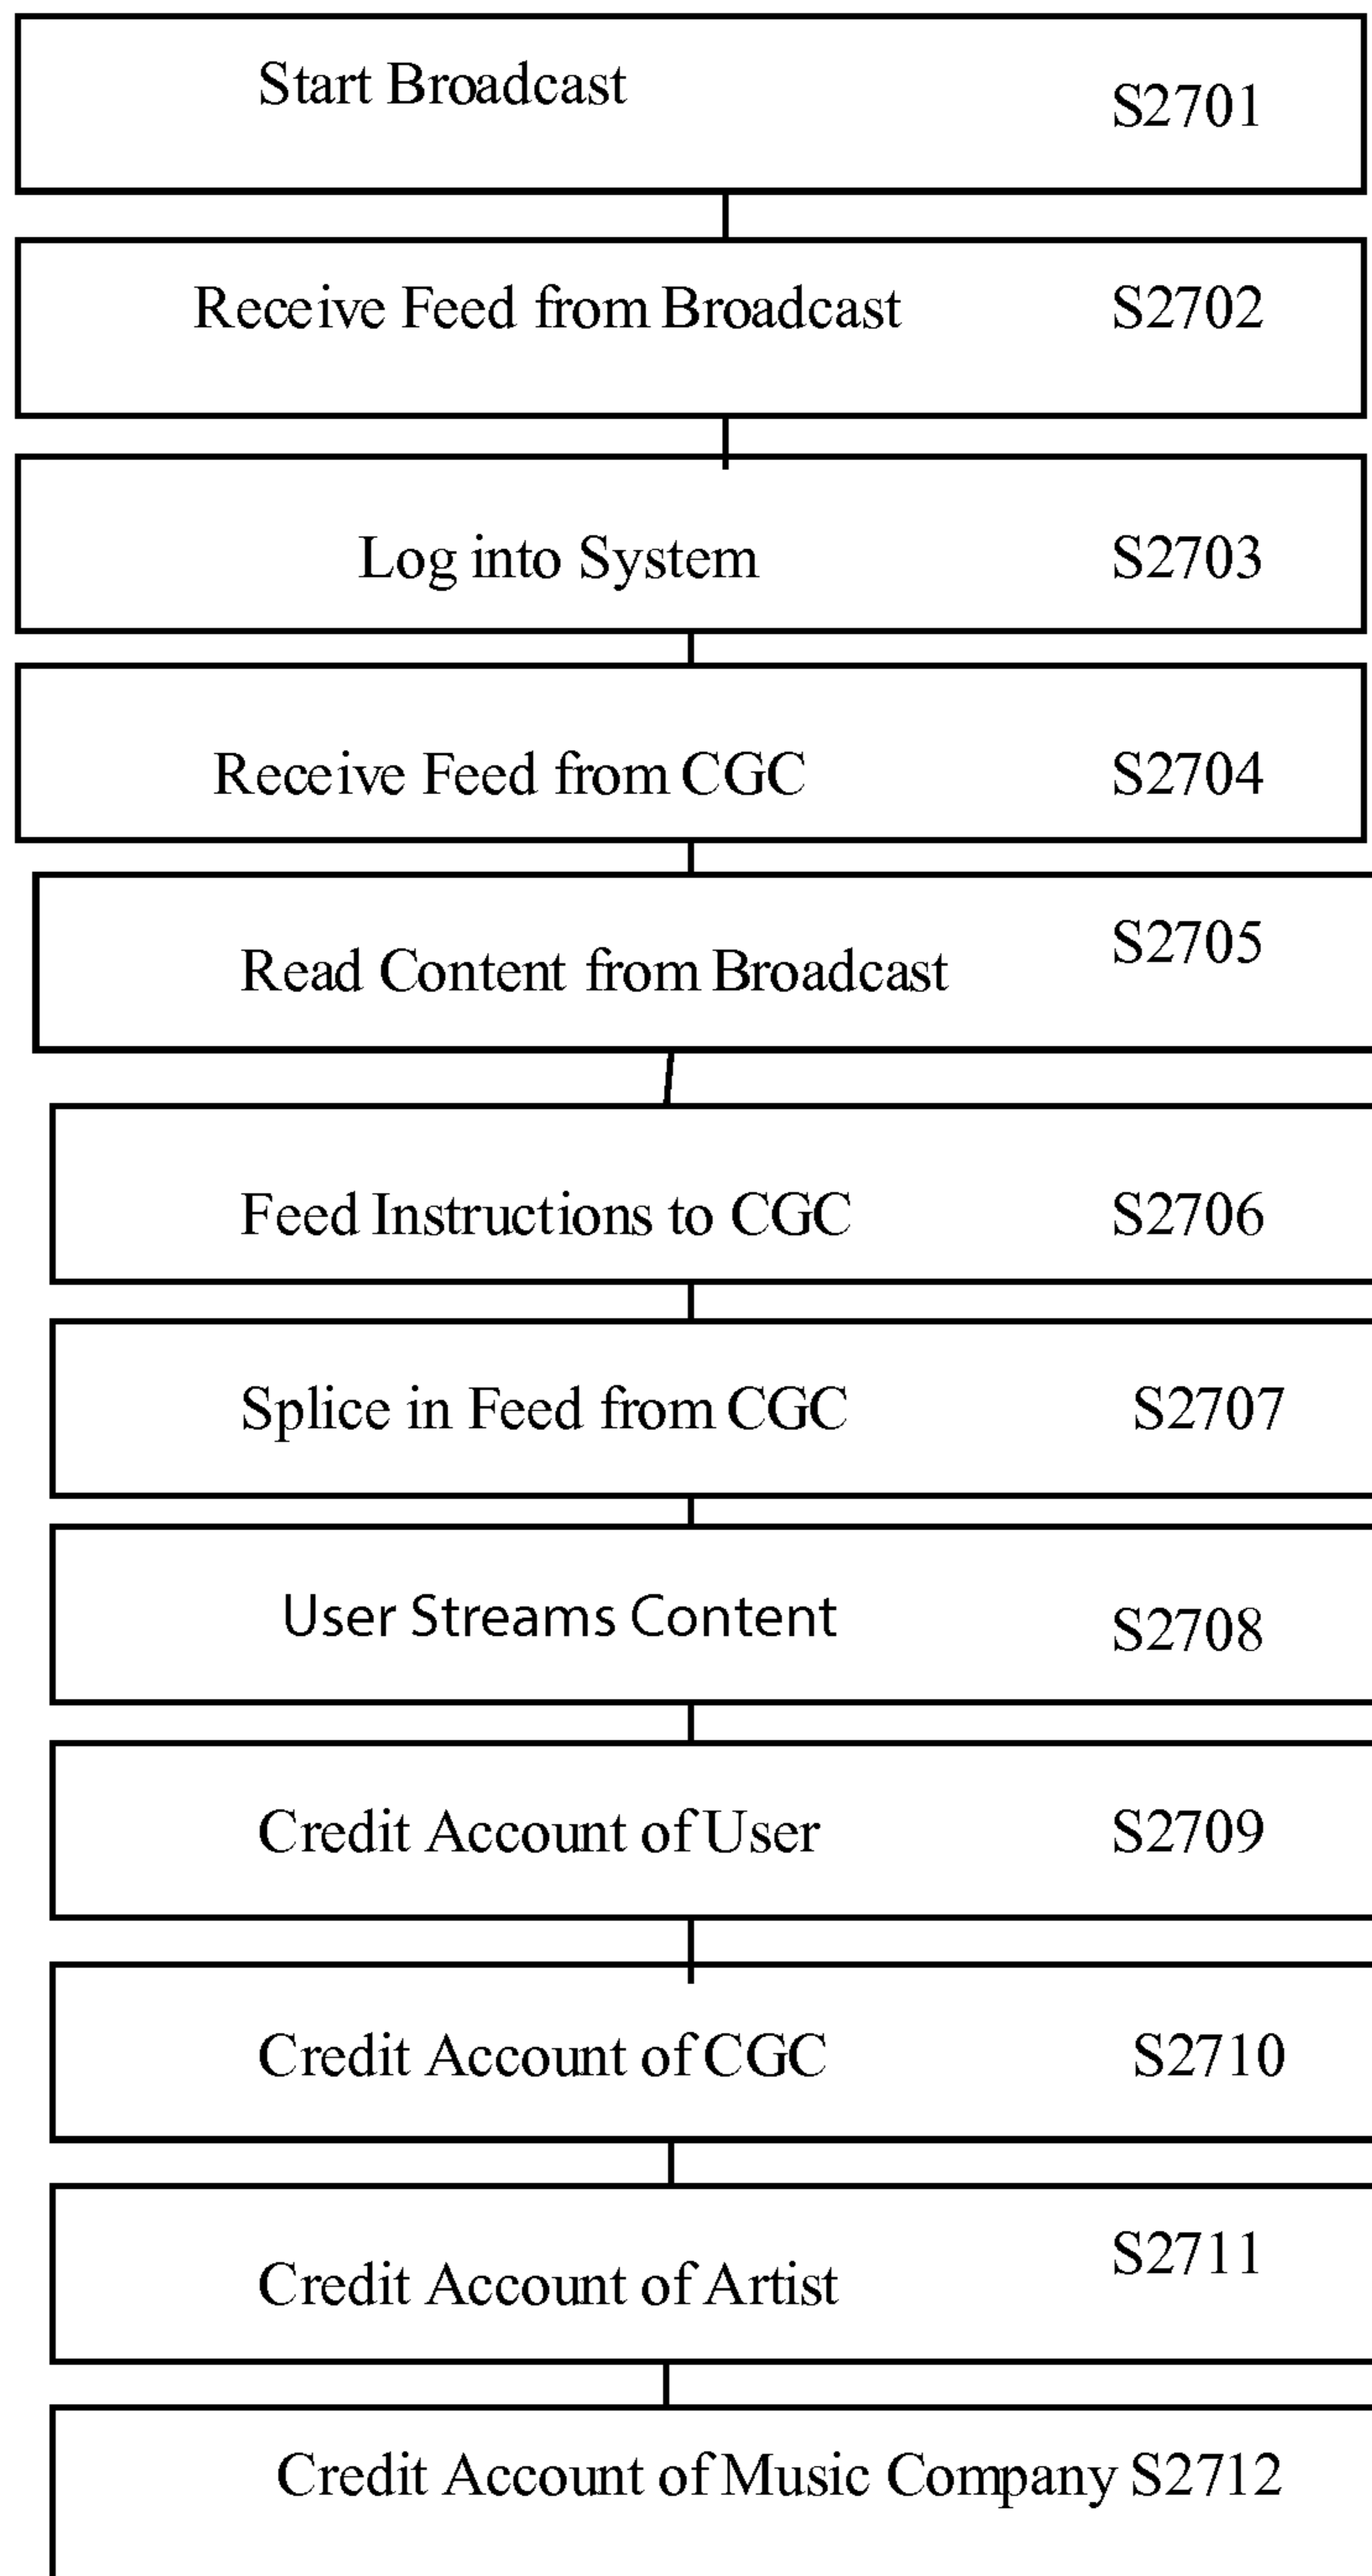 Start Broadcast S2701
Receive Feed from Broadcast S2702
Log into System S2703
Receive Feed from CGC S2704
Read Content from Broadcast S2705
Feed Instructions to CGC S2706
Splice in Feed from CGC S2707
User Streams Content S2708
Credit Account of User S2709
Credit Account of CGC S2710
Credit Account of Artist S2711
Credit Account of Music Company S2712